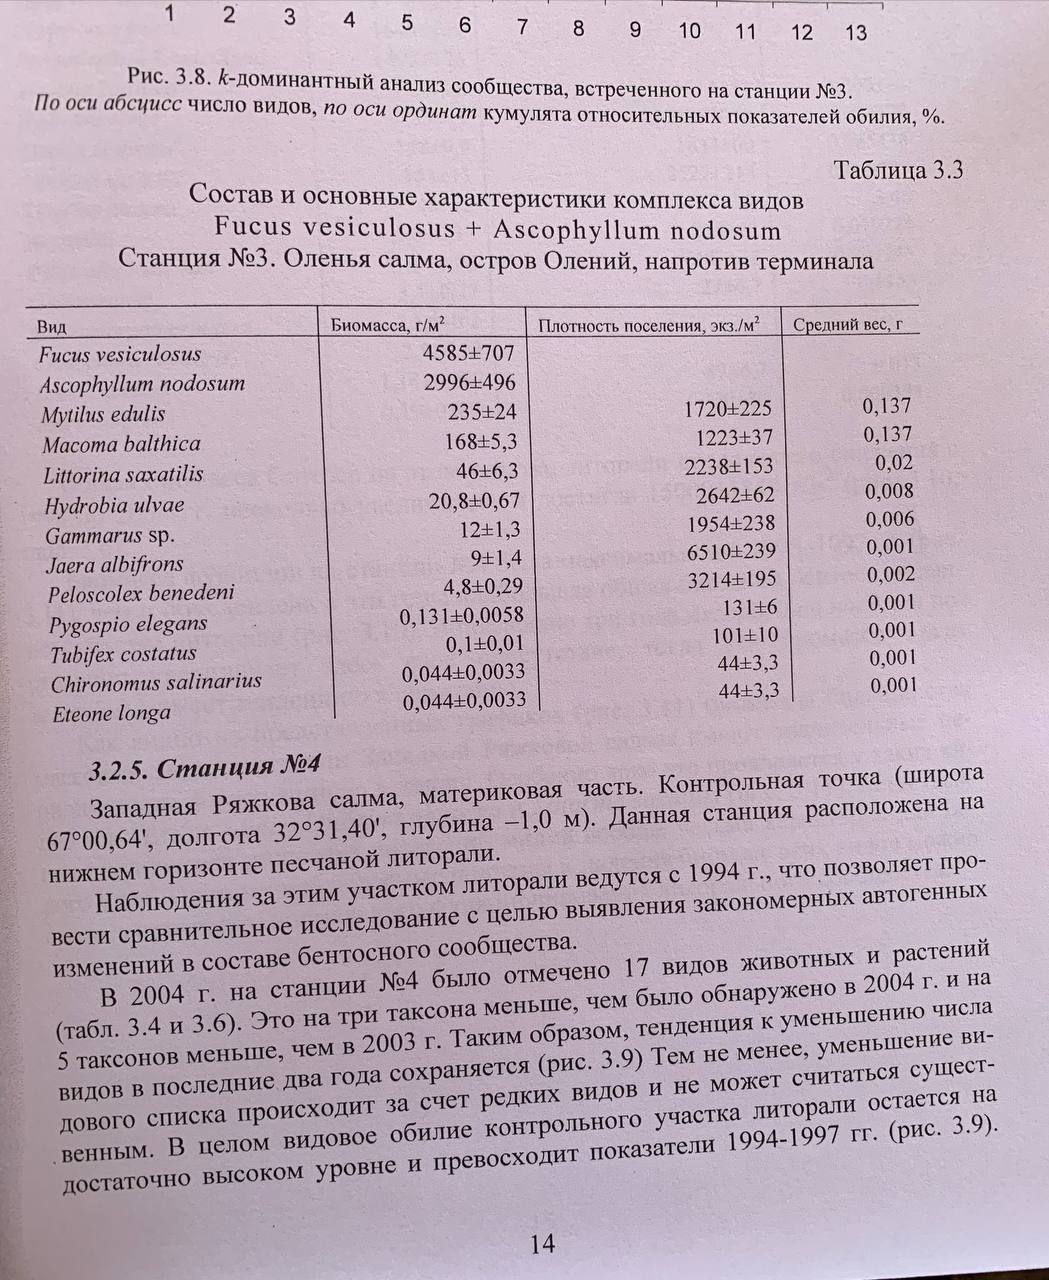 1 2 3 4 5 6 7 8 9 10 11 12 13
Рис. 3.8. k-доминантный анализ сообщества, встреченного на станции №3.
По оси абсцисс число видов, по оси ординат кумулята относительных показателей обилия, %.
Таблица 3.3
Состав и основные характеристики комплекса видов
Fucus vesiculosus + Ascophyllum nodosum
Станция №3. Оленья салма, остров Олений, напротив терминала
Вид Биомасса, г/м² Плотность поселения, экз./м² Средний вес, г
Fucus vesiculosus 4585±707
Ascophyllum nodosum 2996±496
Mytilus edulis 235±24 1720±225 0,137
Macoma balthica 168±5,3 1223±37 0,137
Littorina saxatilis 46±6,3 2238±153 0,02
Hydrobia ulvae 20,8±0,67 2642±62 0,008
Gammarus sp. 12±1,3 1954±238 0,006
Jaera albifrons 9±1,4 6510±239 0,001
Peloscolex benedeni 4,8±0,29 3214±195 0,002
Pygospio elegans 0,131±0,0058 131±6 0,001
Tubifex costatus 0,1±0,01 101±10 0,001
Chironomus salinarius 0,044±0,0033 44±3,3 0,001
Eteone longa 0,044±0,0033 44±3,3 0,001
3.2.5. Станция №4
Западная Ряжкова салма, материковая часть. Контрольная точка (широта
67°00,64', долгота 32°31,40', глубина –1,0 м). Данная станция расположена на
нижнем горизонте песчаной литорали.
Наблюдения за этим участком литорали ведутся с 1994 г., что позволяет про-
вести сравнительное исследование с целью выявления закономерных автогенных
изменений в составе бентосного сообщества.
В 2004 г. на станции №4 было отмечено 17 видов животных и растений
(табл. 3.4 и 3.6). Это на три таксона меньше, чем было обнаружено в 2004 г. и на
5 таксонов меньше, чем в 2003 г. Таким образом, тенденция к уменьшению числа
видов в последние два года сохраняется (рис. 3.9) Тем не менее, уменьшение ви-
дового списка происходит за счет редких видов и не может считаться сущест-
венным. В целом видовое обилие контрольного участка литорали остается на
достаточно высоком уровне и превосходит показатели 1994-1997 гг. (рис. 3.9).
14